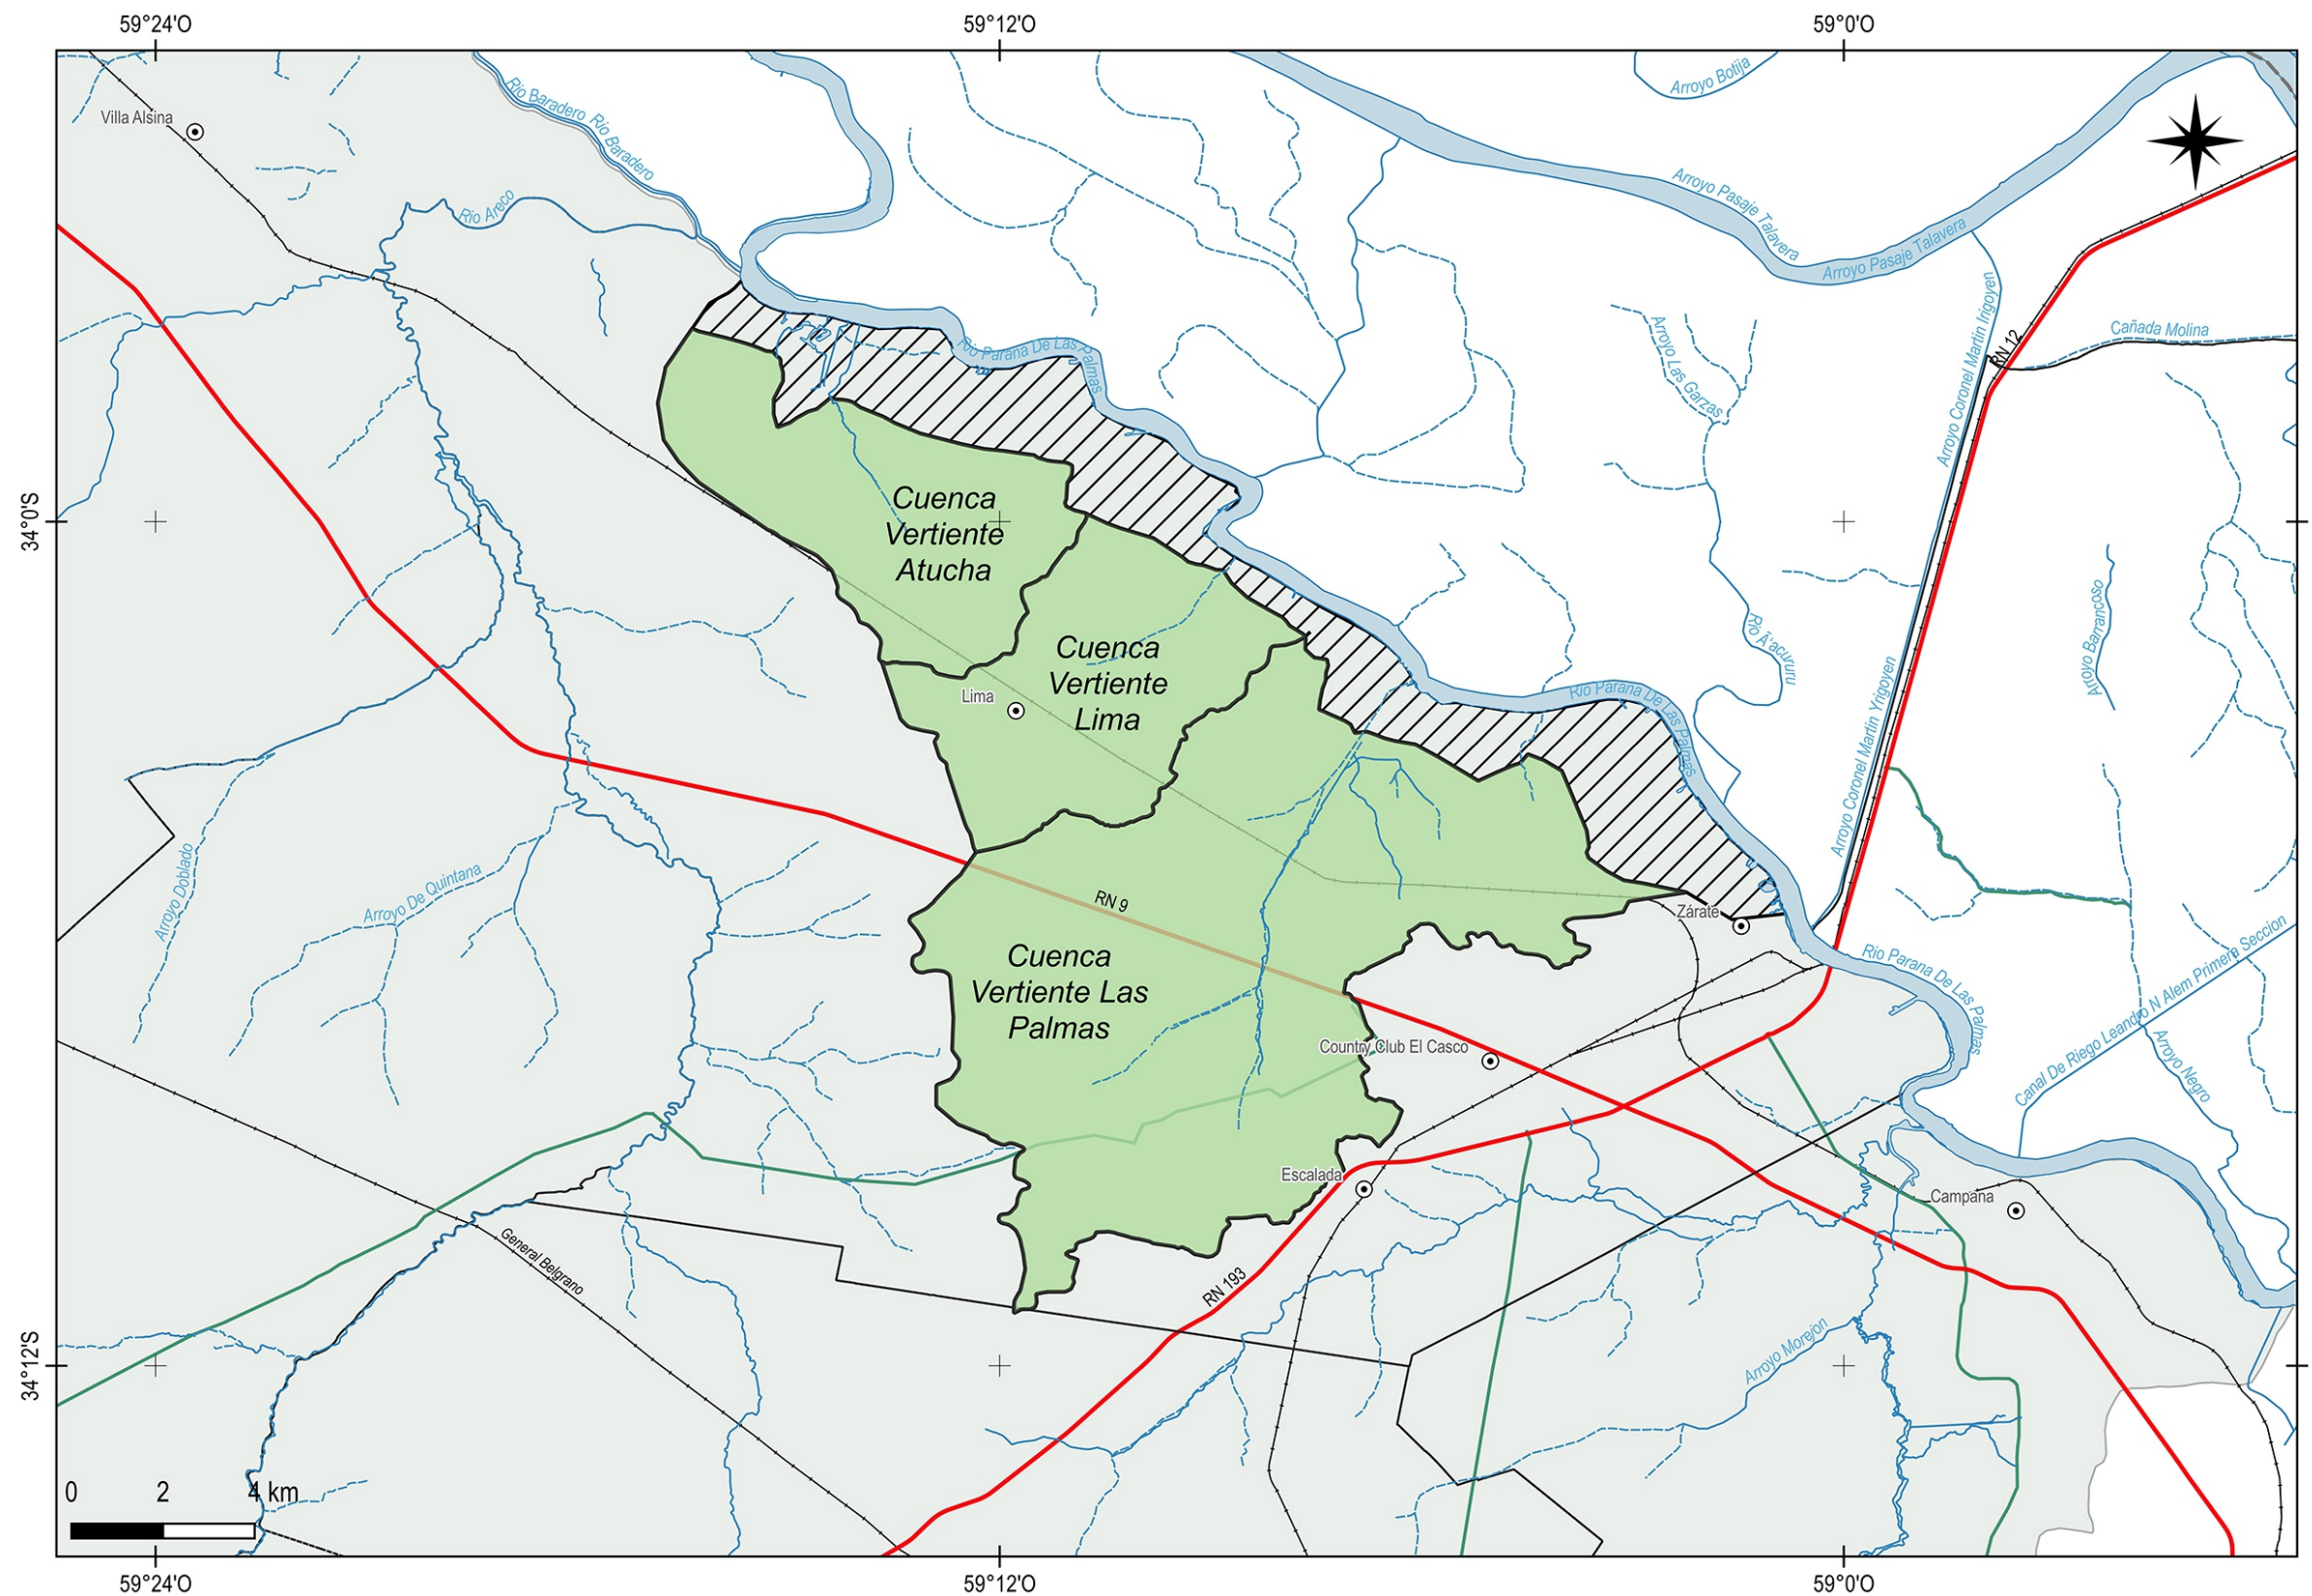 59°24'O
59°12'O
59°0'O
Arroyo Botija
Rio Baradero
Rio Baradero
Villa Alsina
Rio Areco
Arroyo Pasaje Talavera
Arroyo Pasaje Talavera
Arroyo Coronel Martin Irigoyen
RN 12
Cañada Molina
Rio Parana De Las Palmas
Arroyo Las Garzas
34°0'S
Cuenca
Vertiente
Atucha
Arroyo Barrancoso
Rio Ã'acururu
Cuenca
Vertiente
Lima
Lima
Rio Parana De Las Palmas
Arroyo Coronel Martin Yrigoyen
Arroyo Doblado
Arroyo De Quintana
RN 9
Zárate
Cuenca
Vertiente Las
Palmas
Rio Parana De Las Palmas
Canal De Riego Leandro N Alem Primera Seccion
Arroyo Negro
Country Club El Casco
Escalada
Campana
General Belgrano
RN 193
Arroyo Morejon
34°12'S
0 2 4 km
59°24'O
59°12'O
59°0'O